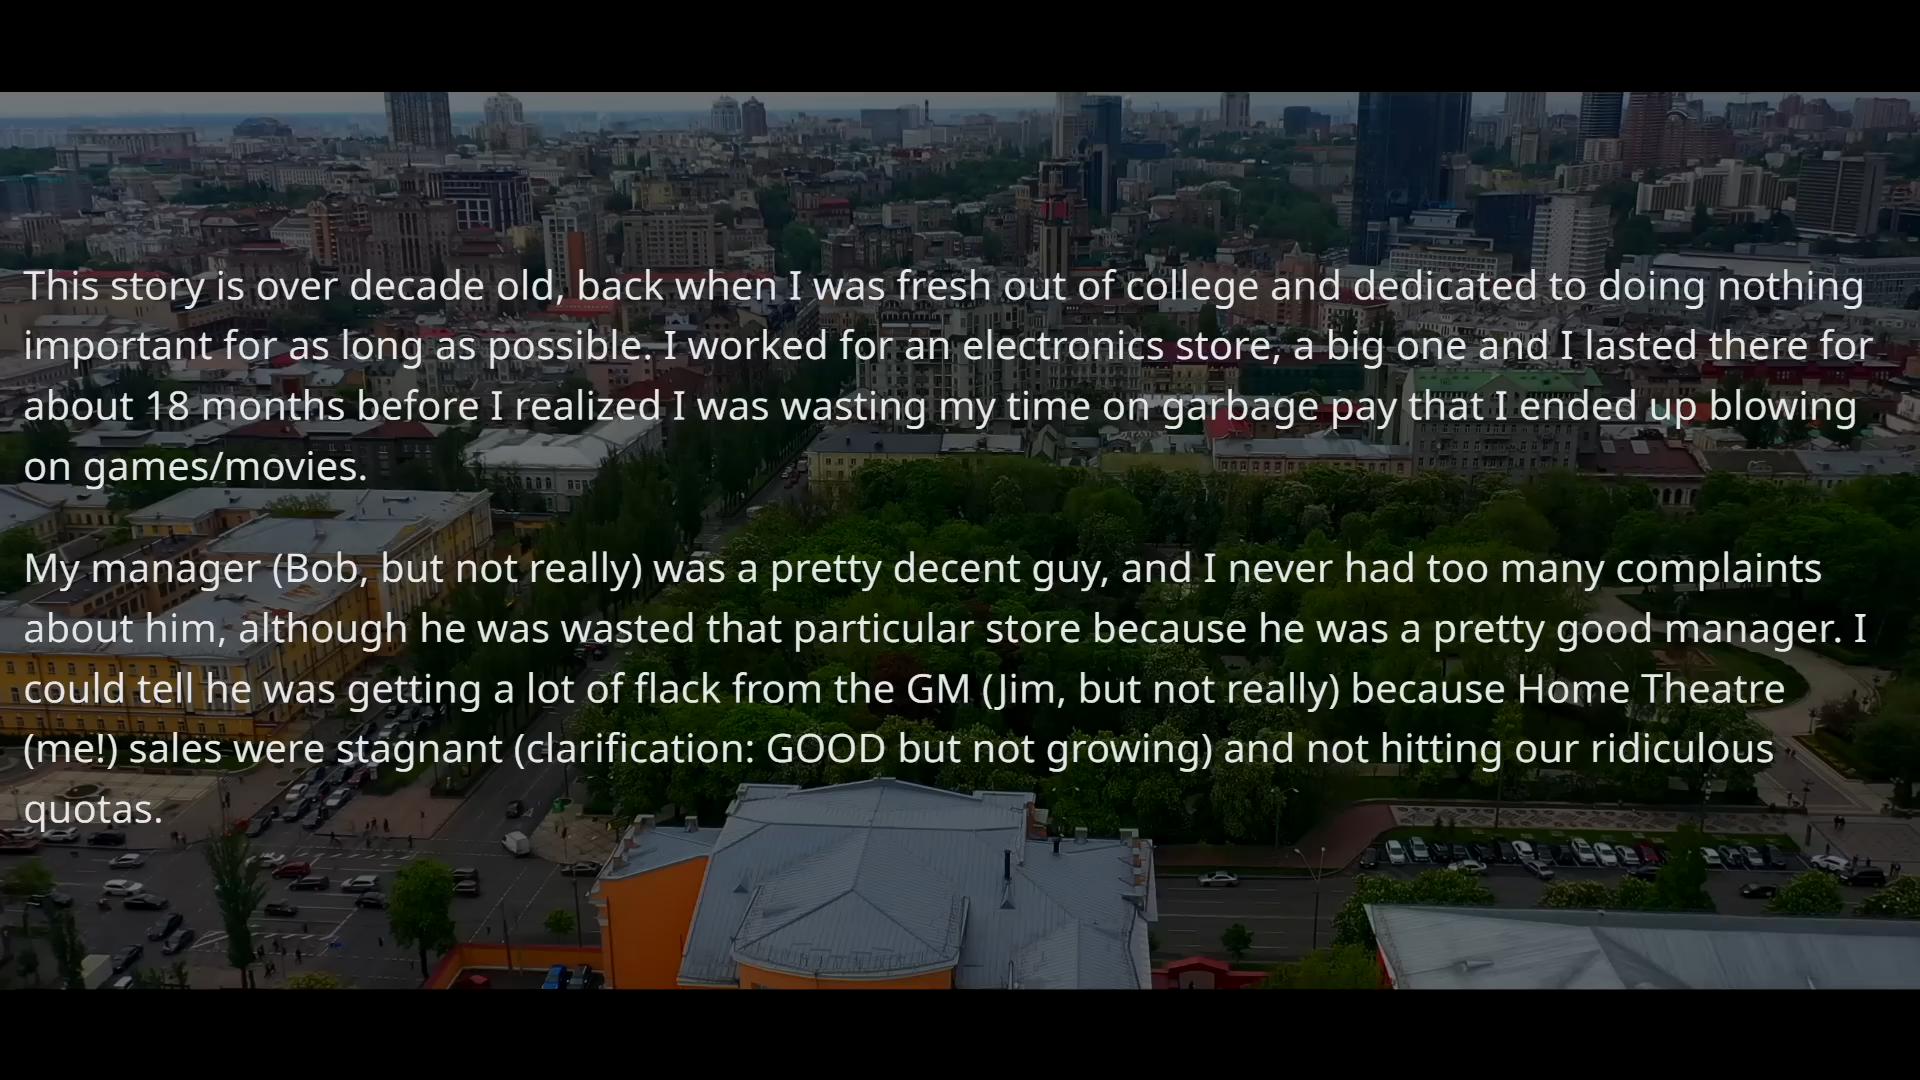 This story is over decade old, back when I was fresh out of college and dedicated to doing nothing
important for as long as possible. I worked for an electronics store, a big one and I lasted there for
about 18 months before I realized I was wasting my time on garbage pay that I ended up blowing
on games/movies.
My manager (Bob, but not really) was a pretty decent guy, and I never had too many complaints
about him, although he was wasted that particular store because he was a pretty good manager. I
could tell he was getting a lot of flack from the GM (Jim, but not really) because Home Theatre
(me!) sales were stagnant (clarification: GOOD but not growing) and not hitting our ridiculous
quotas.